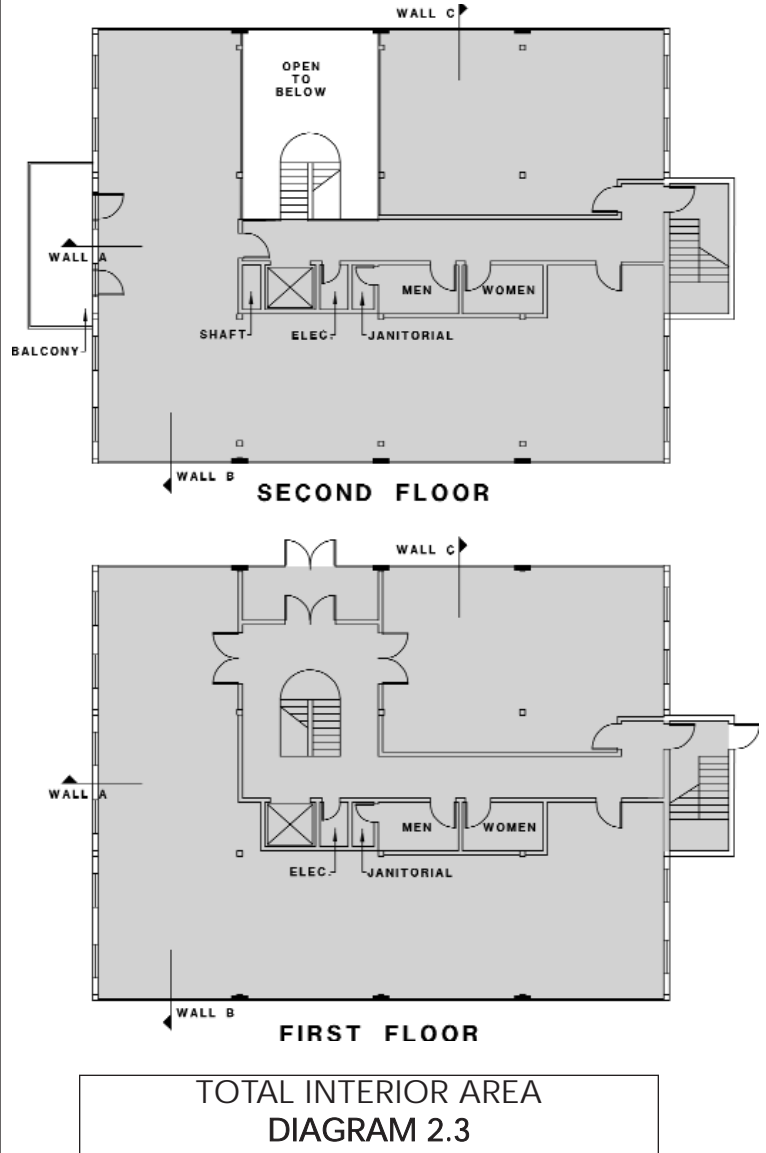 WALL C
OPEN
TO
BELOW
WALL A
MEN
WOMEN
SHAFT
ELEC.
JANITORIAL
BALCONY
WALL B
SECOND FLOOR
WALL C
WALL A
MEN
WOMEN
ELEC.
JANITORIAL
WALL B
FIRST FLOOR
TOTAL INTERIOR AREA
DIAGRAM 2.3